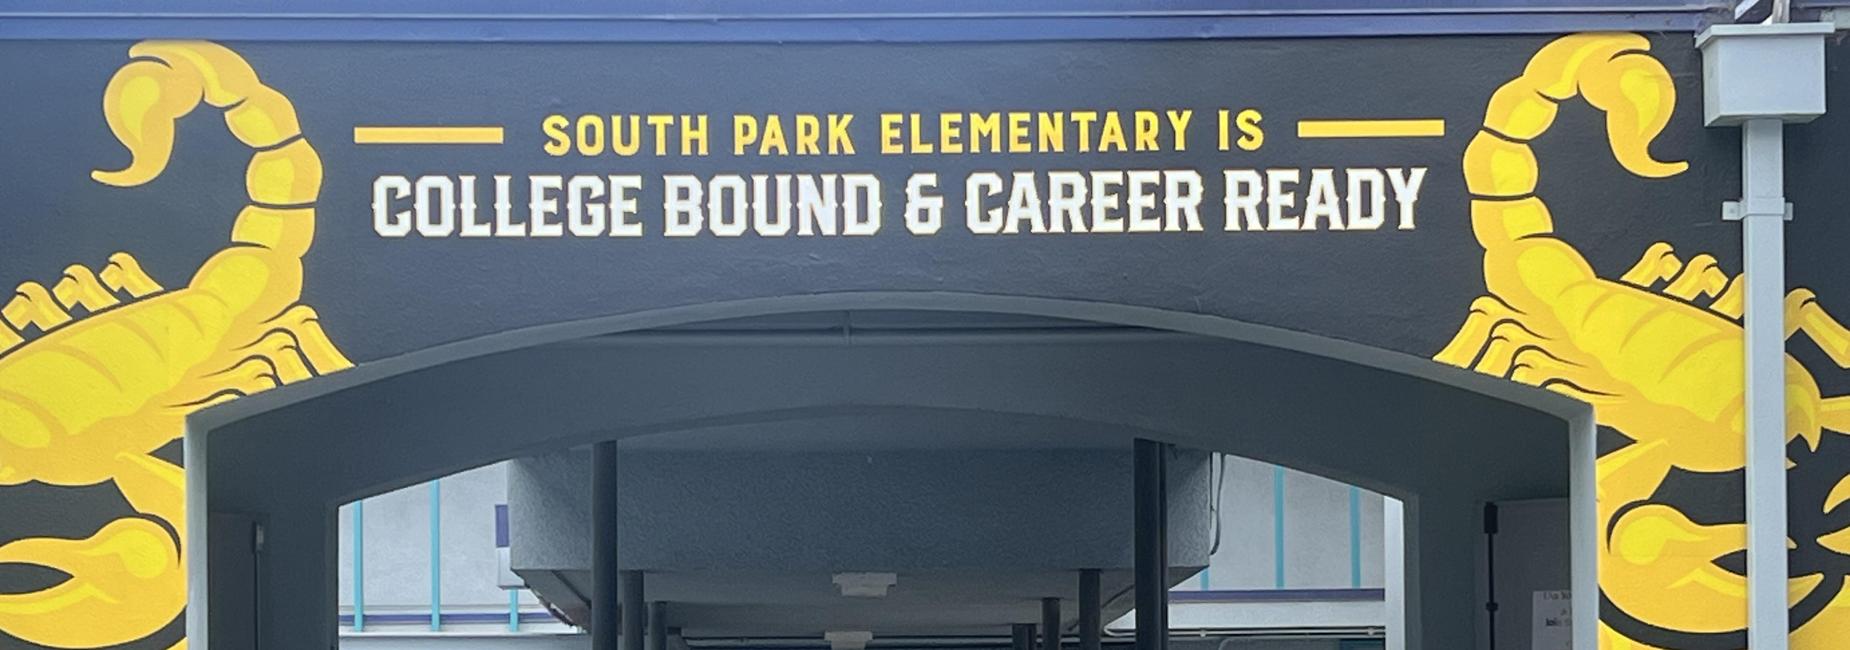 SOUTH PARK ELEMENTARY IS
COLLEGE BOUND & CAREER READY